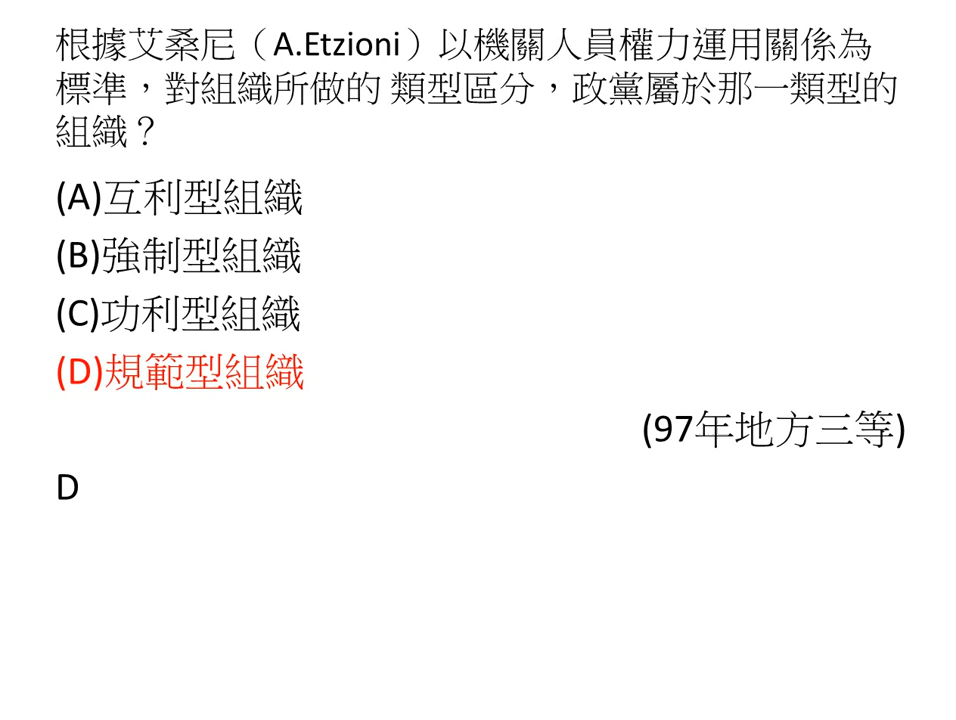 根據艾桑尼（A.Etzioni）以機關人員權力運用關係為
標準，對組織所做的 類型區分，政黨屬於那一類型的
組織？
(A)互利型組織
(B)強制型組織
(C)功利型組織
(D)規範型組織
(97年地方三等)
D